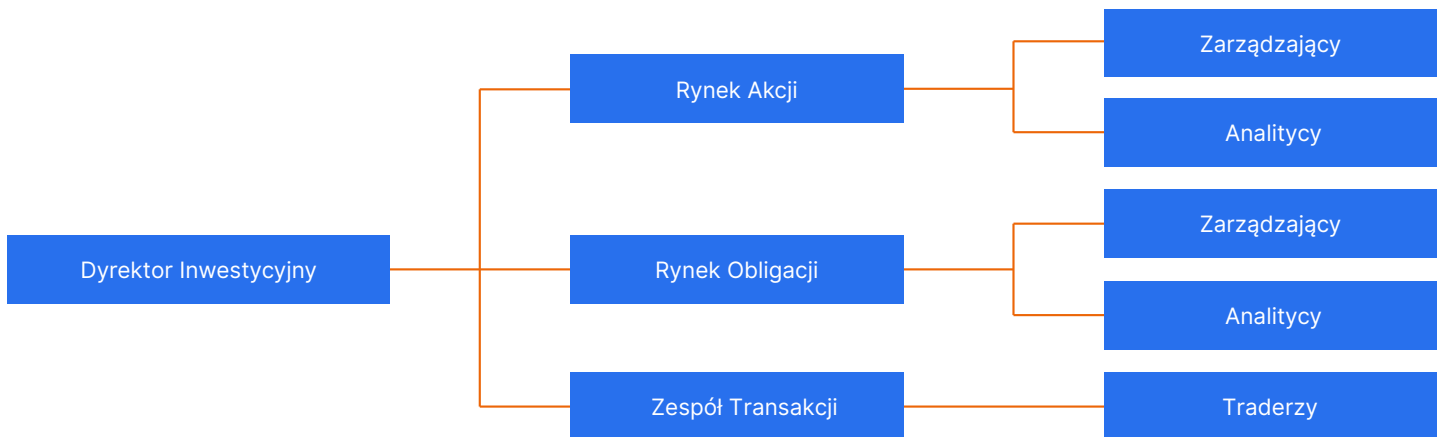 Dyrektor Inwestycyjny
Rynek Akcji
Zarządzający
Analitycy
Rynek Obligacji
Zarządzający
Analitycy
Zespół Transakcji
Traderzy